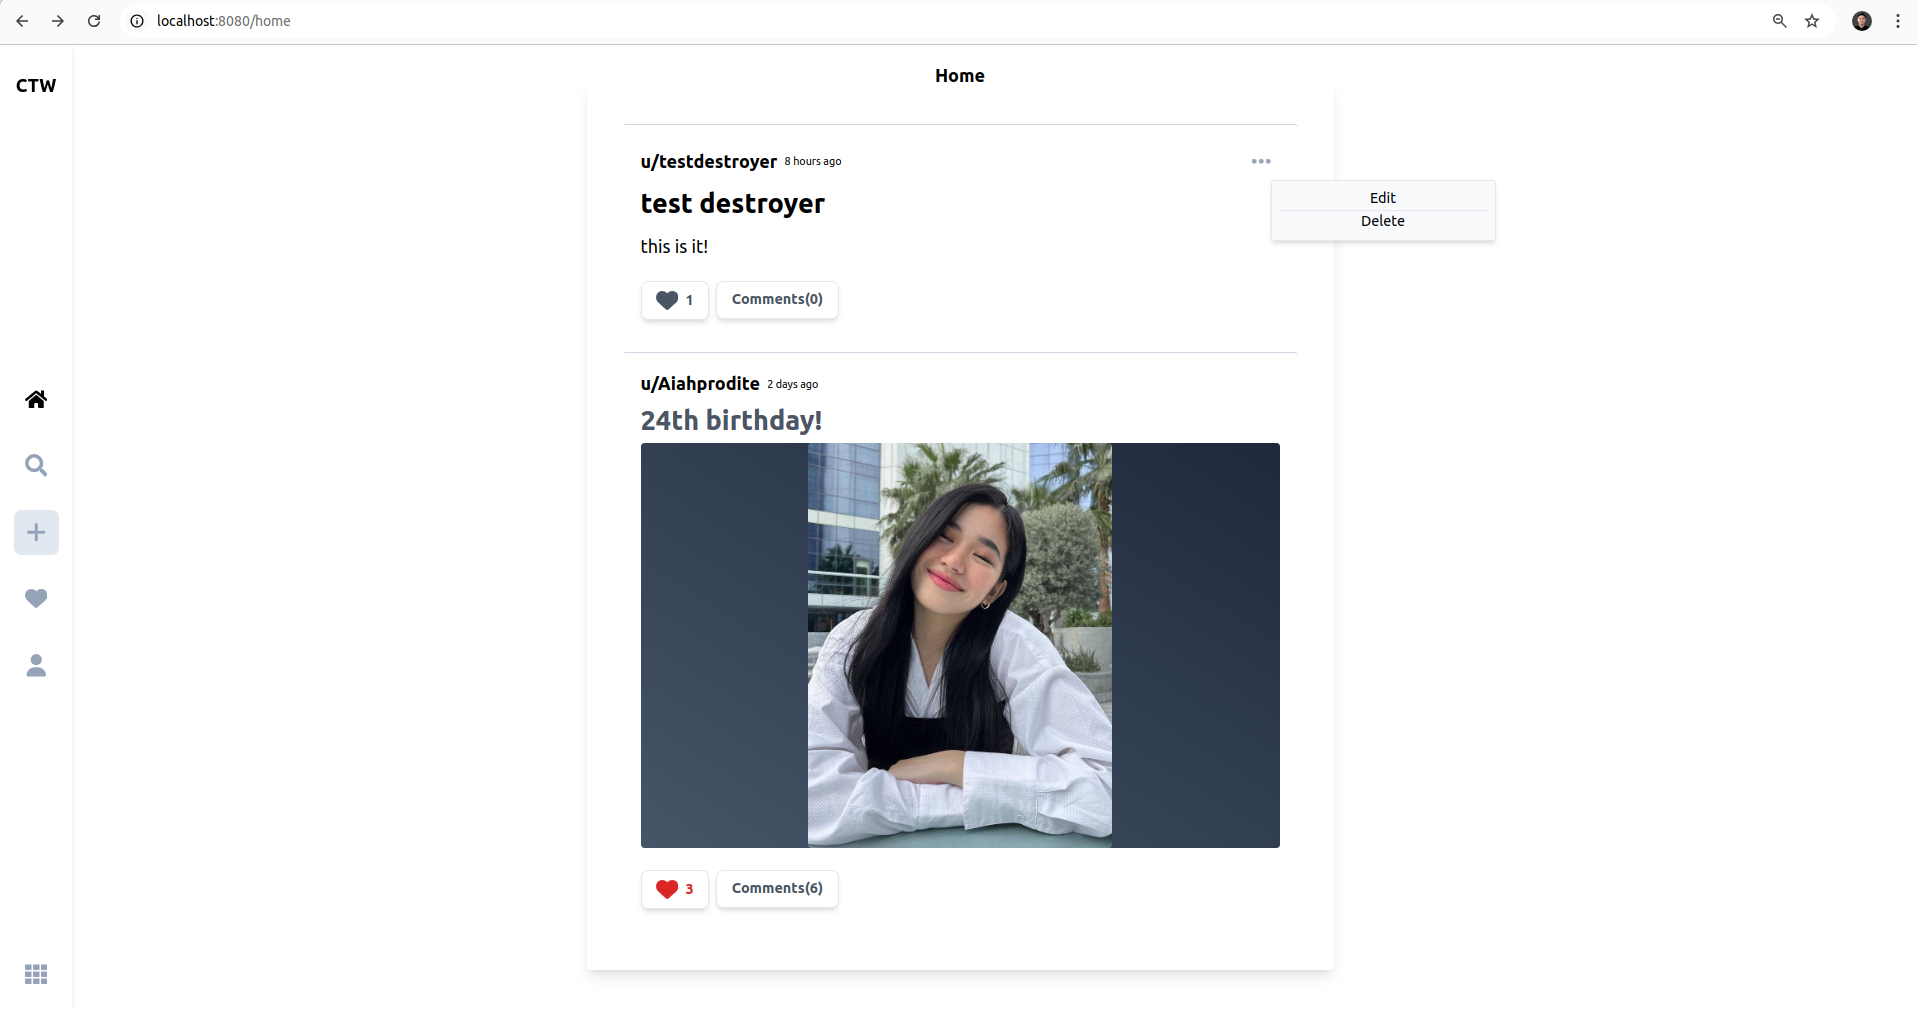 localhost:8080/home
CTW
Home
u/testdestroyer 8 hours ago
Edit
Delete
test destroyer
this is it!
1 Comments(0)
u/Aiahprodite 2 days ago
24th birthday!
3 Comments(6)